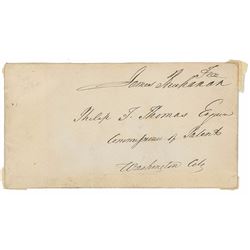 Free
James Buchanan
Philip F. Thomas Esquire
Commissioner of Patents
Washington City